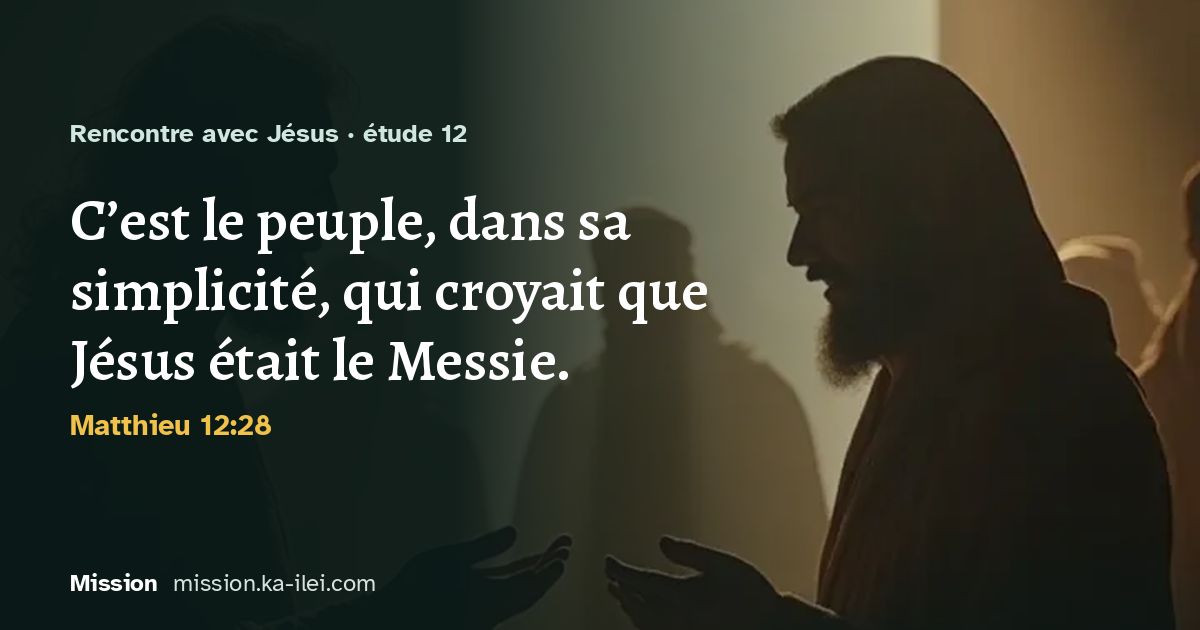 Rencontre avec Jésus · étude 12
C’est le peuple, dans sa
simplicité, qui croyait que
Jésus était le Messie.
Matthieu 12:28
Mission mission.ka-ilei.com